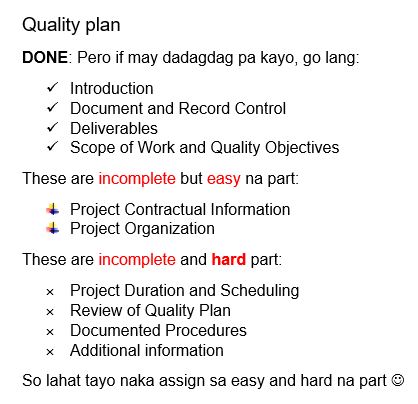 Quality plan
DONE: Pero if may dadagdag pa kayo, go lang:
✓ Introduction
✓ Document and Record Control
✓ Deliverables
✓ Scope of Work and Quality Objectives
These are incomplete but easy na part:
Project Contractual Information
Project Organization
These are incomplete and hard part:
× Project Duration and Scheduling
× Review of Quality Plan
× Documented Procedures
× Additional information
So lahat tayo naka assign sa easy and hard na part ☺